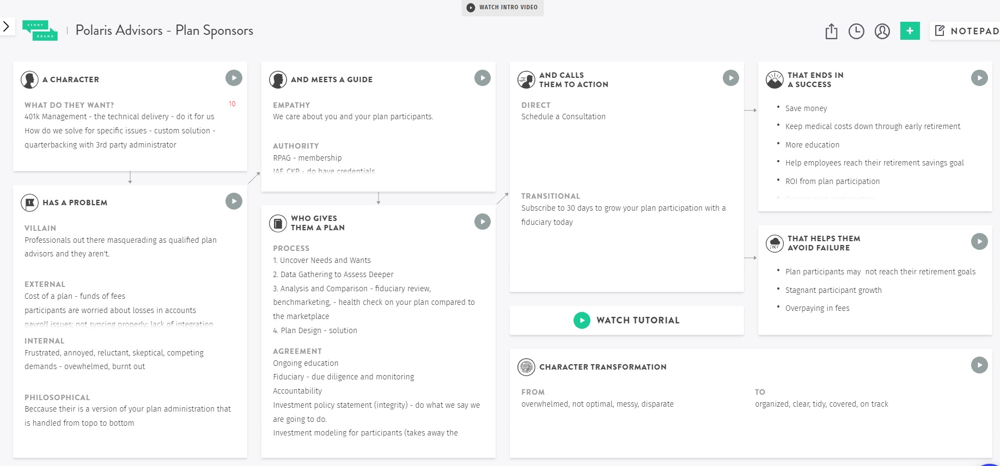 WATCH INTRO VIDEO
STORY
BRAND
Polaris Advisors - Plan Sponsors
NOTEPAD
A CHARACTER
WHAT DO THEY WANT?
10
401k Management - the technical delivery - do it for us
How do we solve for specific issues - custom solution -
quarterbacking with 3rd party administrator
HAS A PROBLEM
VILLAIN
Professionals out there masquerading as qualified plan
advisors and they aren't.
EXTERNAL
Cost of a plan - funds of fees
participants are worried about losses in accounts
payroll issues; not syncing properly; lack of integration
INTERNAL
Frustrated, annoyed, reluctant, skeptical, competing
demands - ovewhelmed, burnt out
PHILOSOPHICAL
Beccause their is a version of your plan administration that
is handled from topo to bottom
AND MEETS A GUIDE
EMPATHY
We care about you and your plan participants.
AUTHORITY
RPAG - membership
CKP - do have credentials
WHO GIVES
THEM A PLAN
PROCESS
1. Uncover Needs and Wants
2. Data Gathering to Assess Deeper
3. Analysis and Comparison - fiduciary review,
benchmarketing, - health check on your plan compared to
the marketplace
4. Plan Design - solution
AGREEMENT
Ongoing education
Fiduciary - due diligence and monitoring
Accountability
Investment policy statement (integrity) - do what we say we
are going to do.
Investment modeling for participants (takes away the
AND CALLS
THEM TO ACTION
DIRECT
Schedule a Consultation
TRANSITIONAL
Subscribe to 30 days to grow your plan participation with a
fiduciary today
WATCH TUTORIAL
THAT ENDS IN
A SUCCESS
• Save money
• Keep medical costs down through early retirement
• More education
• Help employees reach their retirement savings goal
• ROI from plan participation
• Greater plan participation
THAT HELPS THEM
AVOID FAILURE
• Plan participants may  not reach their retirement goals
• Stagnant participant growth
• Overpaying in fees
CHARACTER TRANSFORMATION
FROM
overwhelmed, not optimal, messy, disparate
TO
organized, clear, tidy, covered, on track